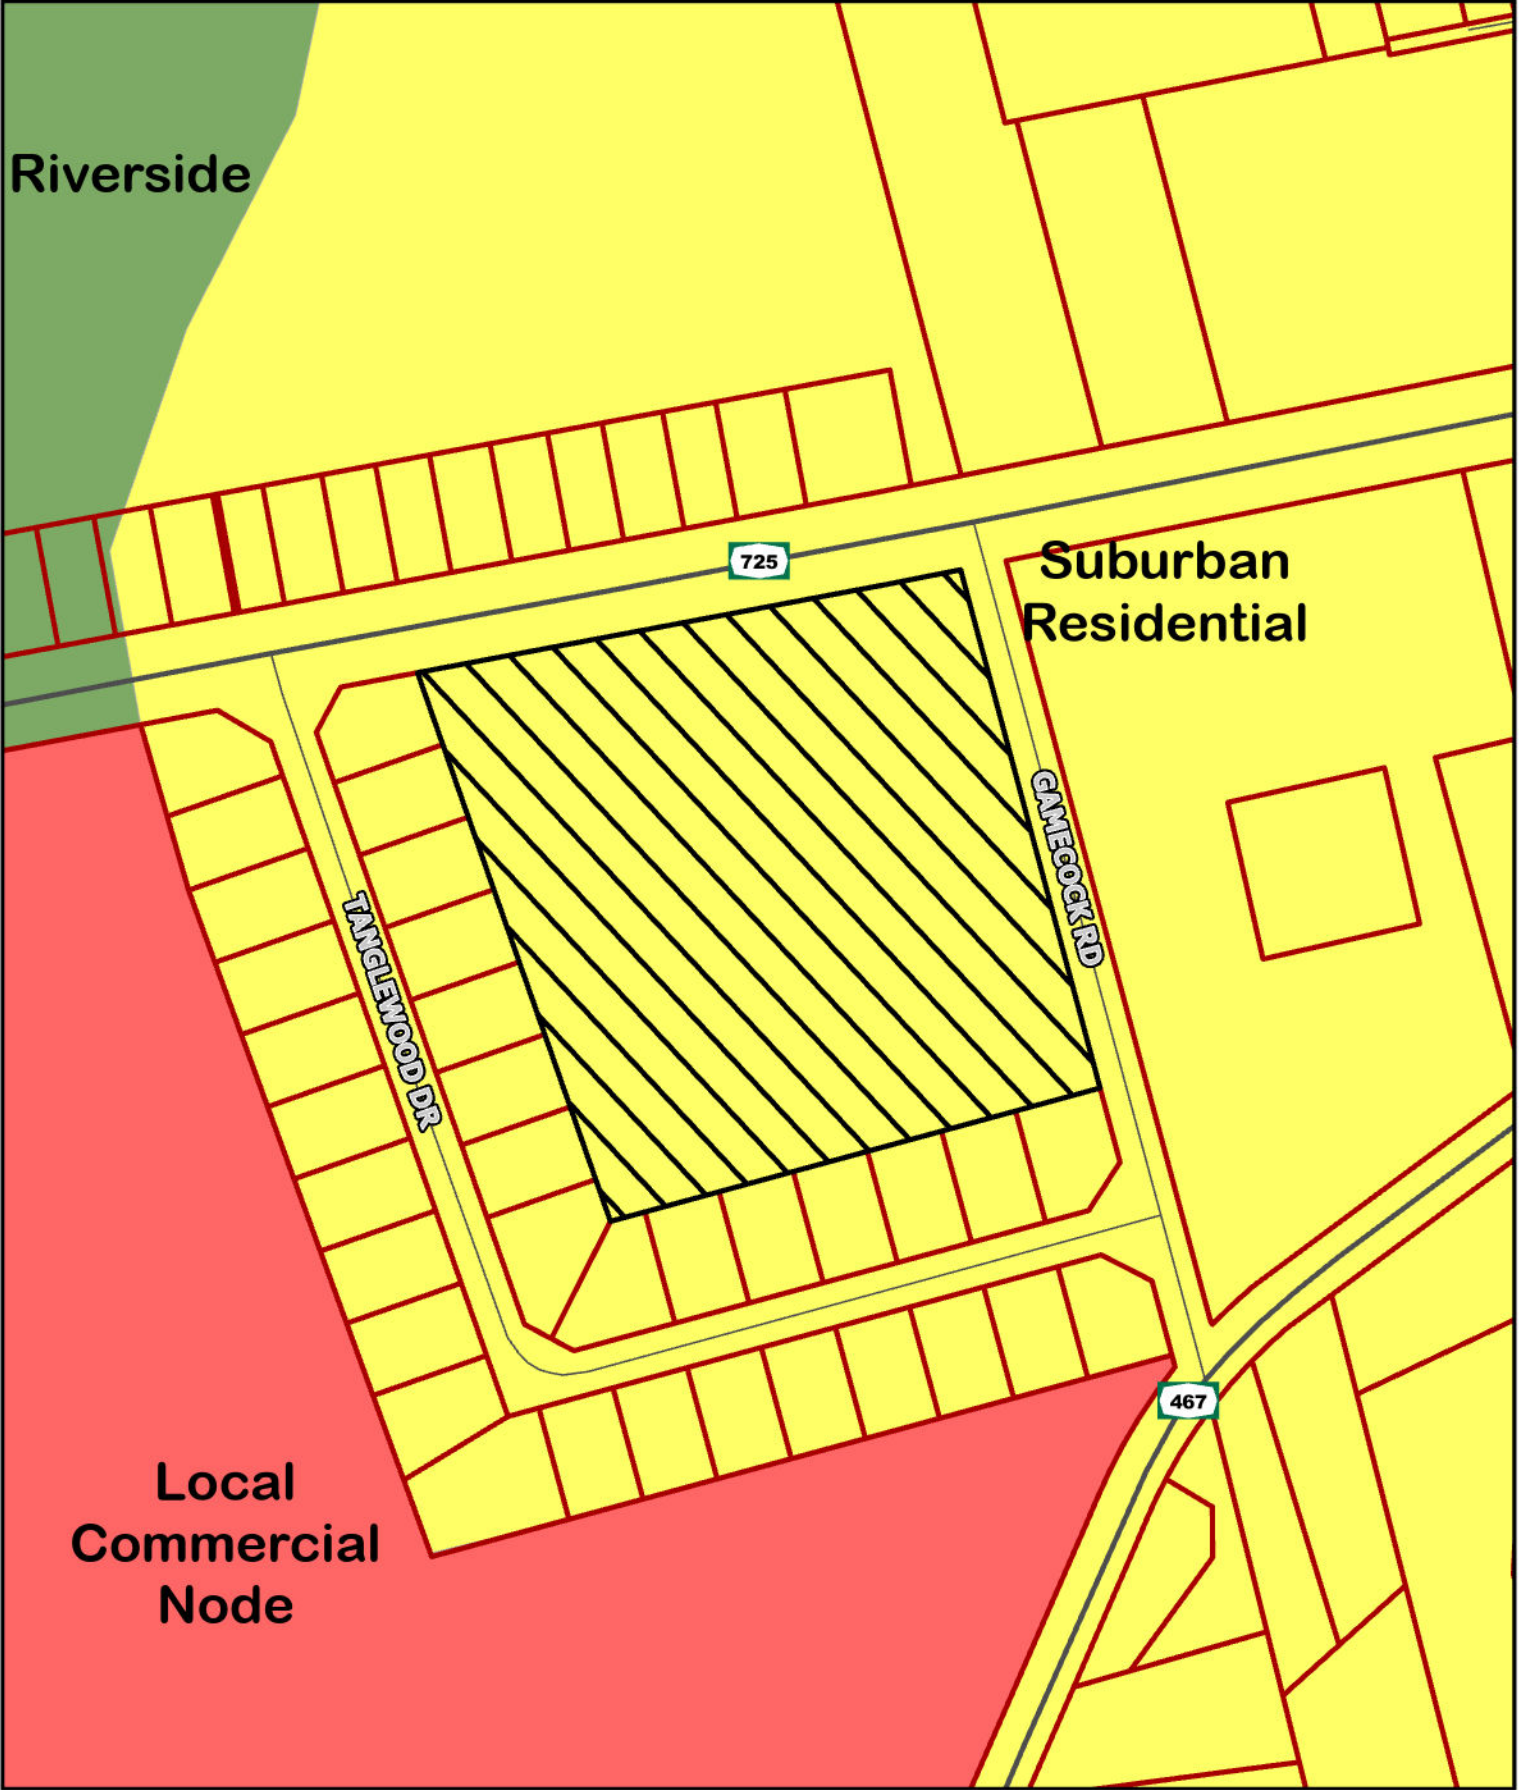 Riverside
725
Suburban
Residential
GAMECOCK RD
TANGLEWOOD DR
467
Local
Commercial
Node